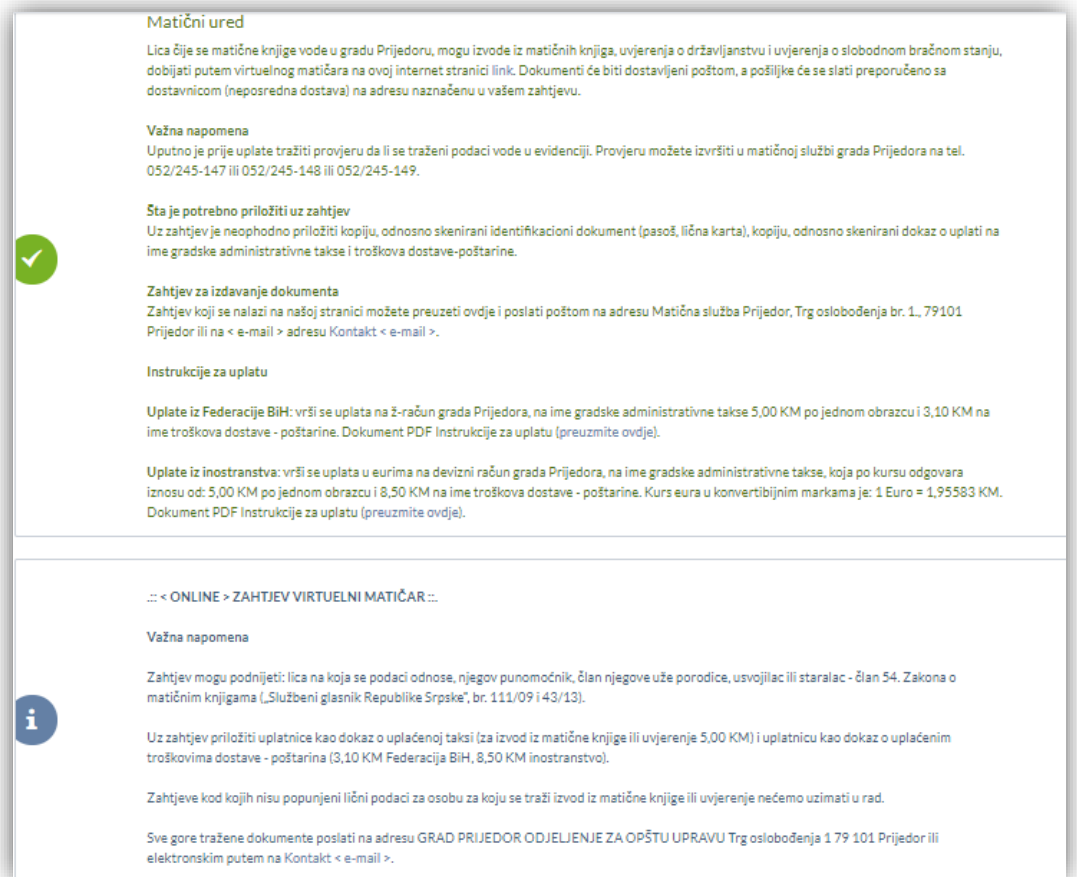 Matični ured
Lica čije se matične knjige vode u gradu Prijedoru, mogu izvode iz matičnih knjiga, uvjerenja o državljanstvu i uvjerenja o slobodnom bračnom stanju,
dobijati putem virtuelnog matičara na ovoj internet stranici link. Dokumenti će biti dostavljeni poštom, a pošiljke će se slati preporučeno sa
dostavnicom (neposredna dostava) na adresu naznačenu u vašem zahtjevu.
Važna napomena
Uputno je prije uplate tražiti provjeru da li se traženi podaci vode u evidenciji. Provjeru možete izvršiti u matičnoj službi grada Prijedora na tel.
052/245-147 ili 052/245-148 ili 052/245-149.
Šta je potrebno priložiti uz zahtjev
Uz zahtjev je neophodno priložiti kopiju, odnosno skenirani identifikacioni dokument (pasoš, lična karta), kopiju, odnosno skenirani dokaz o uplati na
ime gradske administrativne takse i troškova dostave-poštarine.
Zahtjev za izdavanje dokumenta
Zahtjev koji se nalazi na našoj stranici možete preuzeti ovdje i poslati poštom na adresu Matična služba Prijedor, Trg oslobođenja br. 1., 79101
Prijedor ili na < e-mail > adresu Kontakt < e-mail >.
Instrukcije za uplatu
Uplate iz Federacije BiH: vrši se uplata na ž-račun grada Prijedora, na ime gradske administrativne takse 5,00 KM po jednom obrazcu i 3,10 KM na
ime troškova dostave - poštarine. Dokument PDF Instrukcije za uplatu (preuzmite ovdje).
Uplate iz inostranstva: vrši se uplata u eurima na devizni račun grada Prijedora, na ime gradske administrativne takse, koja po kursu odgovara
iznosu od: 5,00 KM po jednom obrazcu i 8,50 KM na ime troškova dostave - poštarine. Kurs eura u konvertibijnim markama je: 1 Euro = 1,95583 KM.
Dokument PDF Instrukcije za uplatu (preuzmite ovdje).
.:: < ONLINE > ZAHTJEV VIRTUELNI MATIČAR ::.
Važna napomena
Zahtjev mogu podnijeti: lica na koja se podaci odnose, njegov punomoćnik, član njegove uže porodice, usvojilac ili staralac - član 54. Zakona o
matičnim knjigama („Službeni glasnik Republike Srpske“, br. 111/09 i 43/13).
Uz zahtjev priložiti uplatnice kao dokaz o uplaćenoj taksi (za izvod iz matične knjige ili uvjerenje 5,00 KM) i uplatnicu kao dokaz o uplaćenim
troškovima dostave - poštarina (3,10 KM Federacija BiH, 8,50 KM inostranstvo).
Zahtjeve kod kojih nisu popunjeni lični podaci za osobu za koju se traži izvod iz matične knjige ili uvjerenje nećemo uzimati u rad.
Sve gore tražene dokumente poslati na adresu GRAD PRIJEDOR ODJELJENJE ZA OPŠTU UPRAVU Trg oslobođenja 1 79 101 Prijedor ili
elektronskim putem na Kontakt < e-mail >.